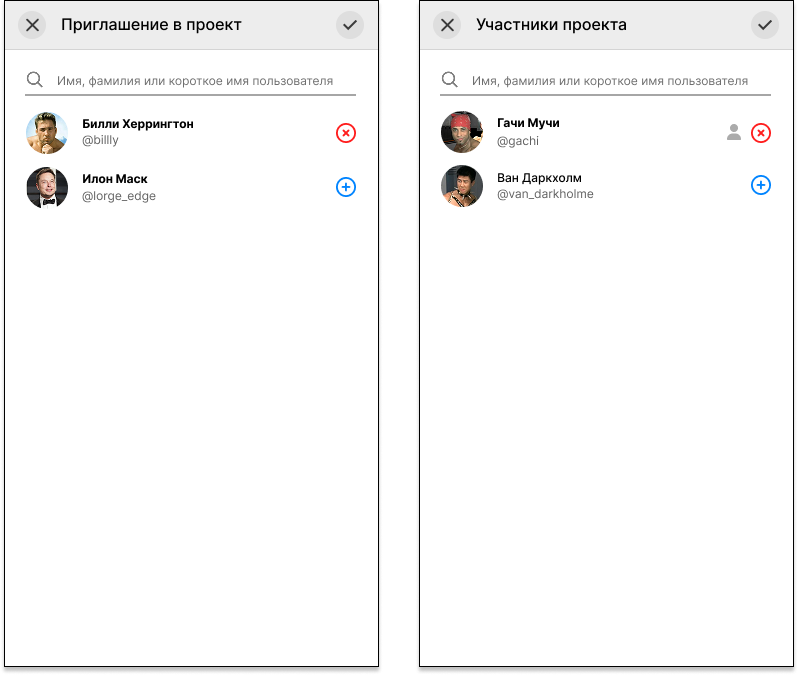 Приглашение в проект
Имя, фамилия или короткое имя пользователя
Билли Херрингтон
@billly
Илон Маск
@lorge_edge
Участники проекта
Имя, фамилия или короткое имя пользователя
Гачи Мучи
@gachi
Ван Даркхолм
@van_darkholme